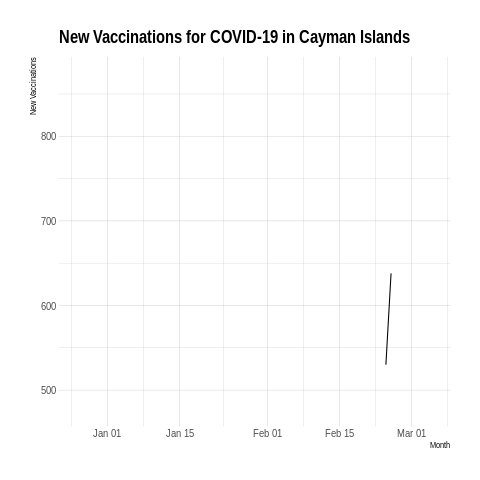 New Vaccinations for COVID-19 in Cayman Islands
New Vaccinations
800
700
600
500
Jan 01 Jan 15 Feb 01 Feb 15 Mar 01
Month